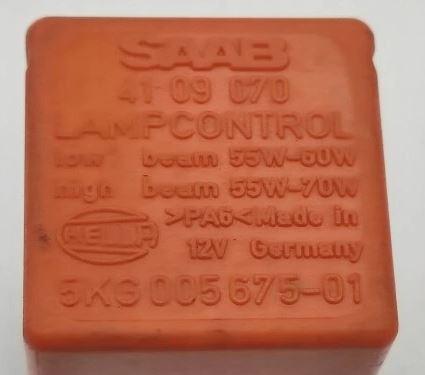 SAAB
41 09 070
LAMPCONTROL
low beam 55W-60W
high beam 55W-70W
HELLA >PA6< Made in
12V Germany
5KG 005 675-01